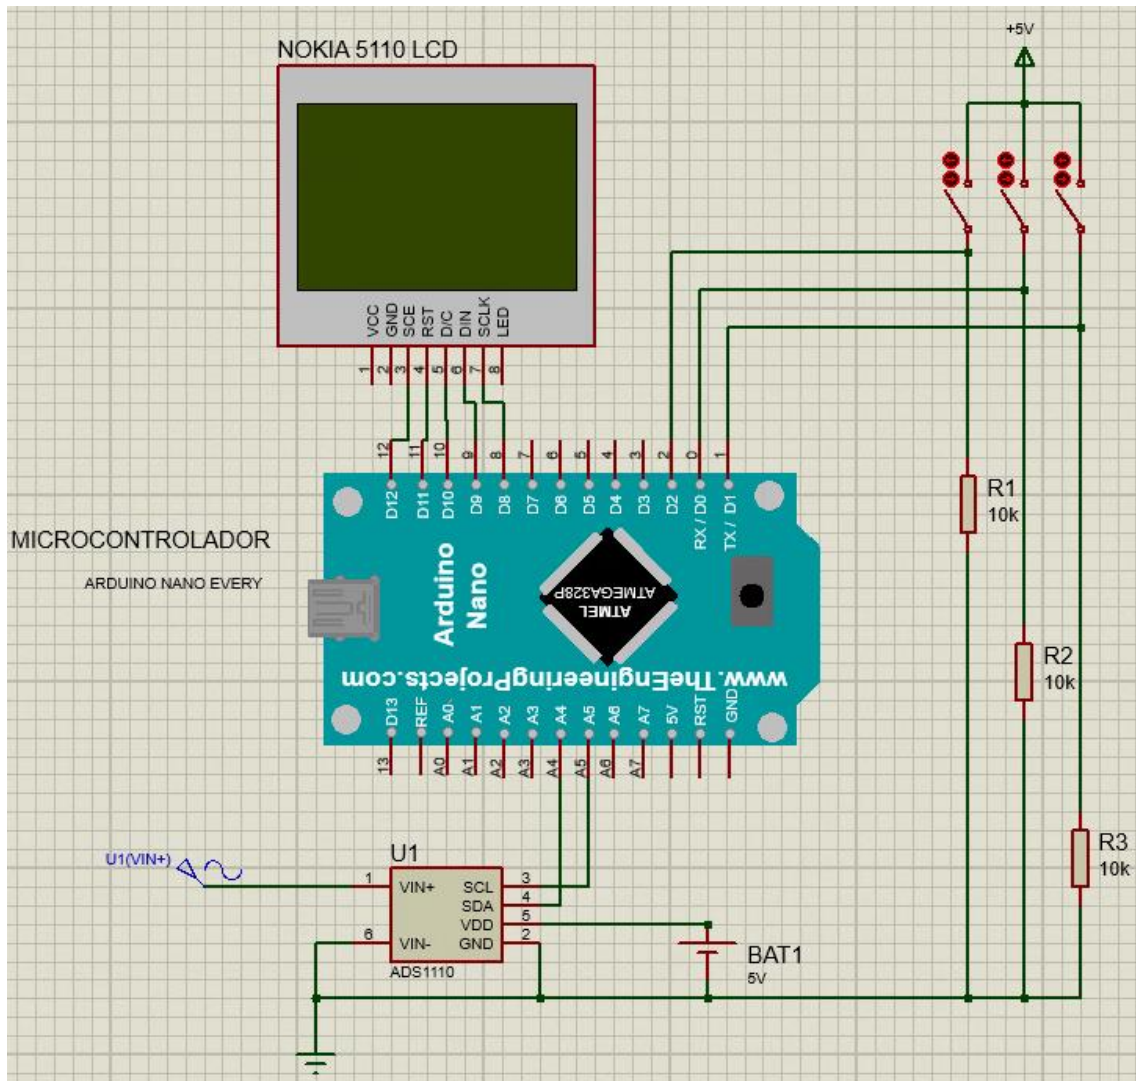 +5V
NOKIA 5110 LCD
VCC
GND
SCE
RST
D/C
DIN
SCLK
LED
1
2
3
4
5
6
7
8
12
11
10
9
8
7
6
5
4
3
2
0
1
D12
D11
D10
D9
D8
D7
D6
D5
D4
D3
D2
RX / D0
TX / D1
R1
10k
MICROCONTROLADOR
ARDUINO NANO EVERY
Arduino
Nano
ATMEL
ATMEGA328P
www.TheEngineeringProjects.com
R2
10k
D13
REF
A0
A1
A2
A3
A4
A5
A6
A7
5V
RST
GND
13
A0
A1
A2
A3
A4
A5
A6
A7
R3
10k
U1(VIN+)
U1
1
VIN+
SCL
3
SDA
4
VDD
5
6
VIN-
GND
2
ADS1110
BAT1
5V